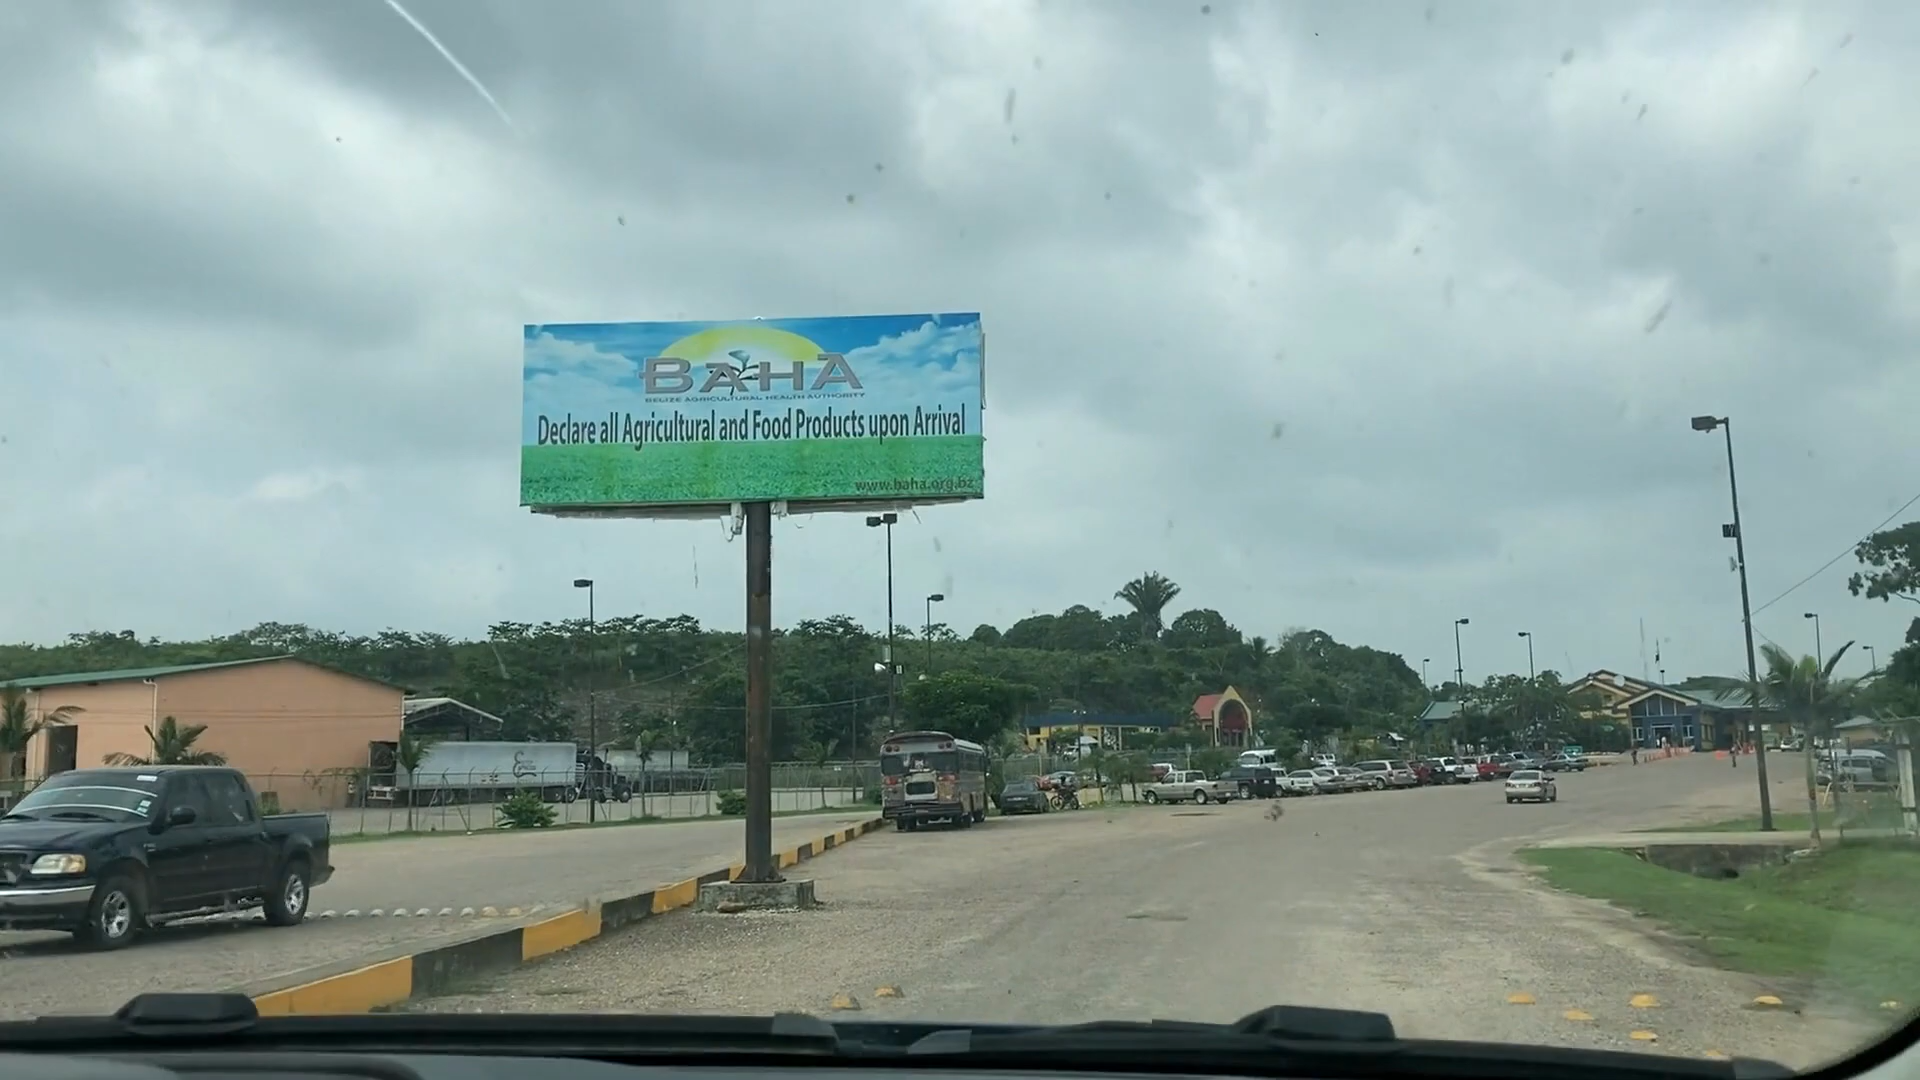 BAHA
BELIZE AGRICULTURAL HEALTH AUTHORITY
Declare all Agricultural and Food Products upon Arrival
www.baha.org.bz